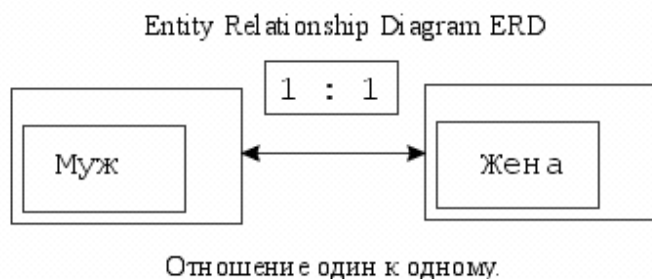 Entity Relationship Diagram ERD
1 : 1
Муж
Жена
Отношение один к одному.